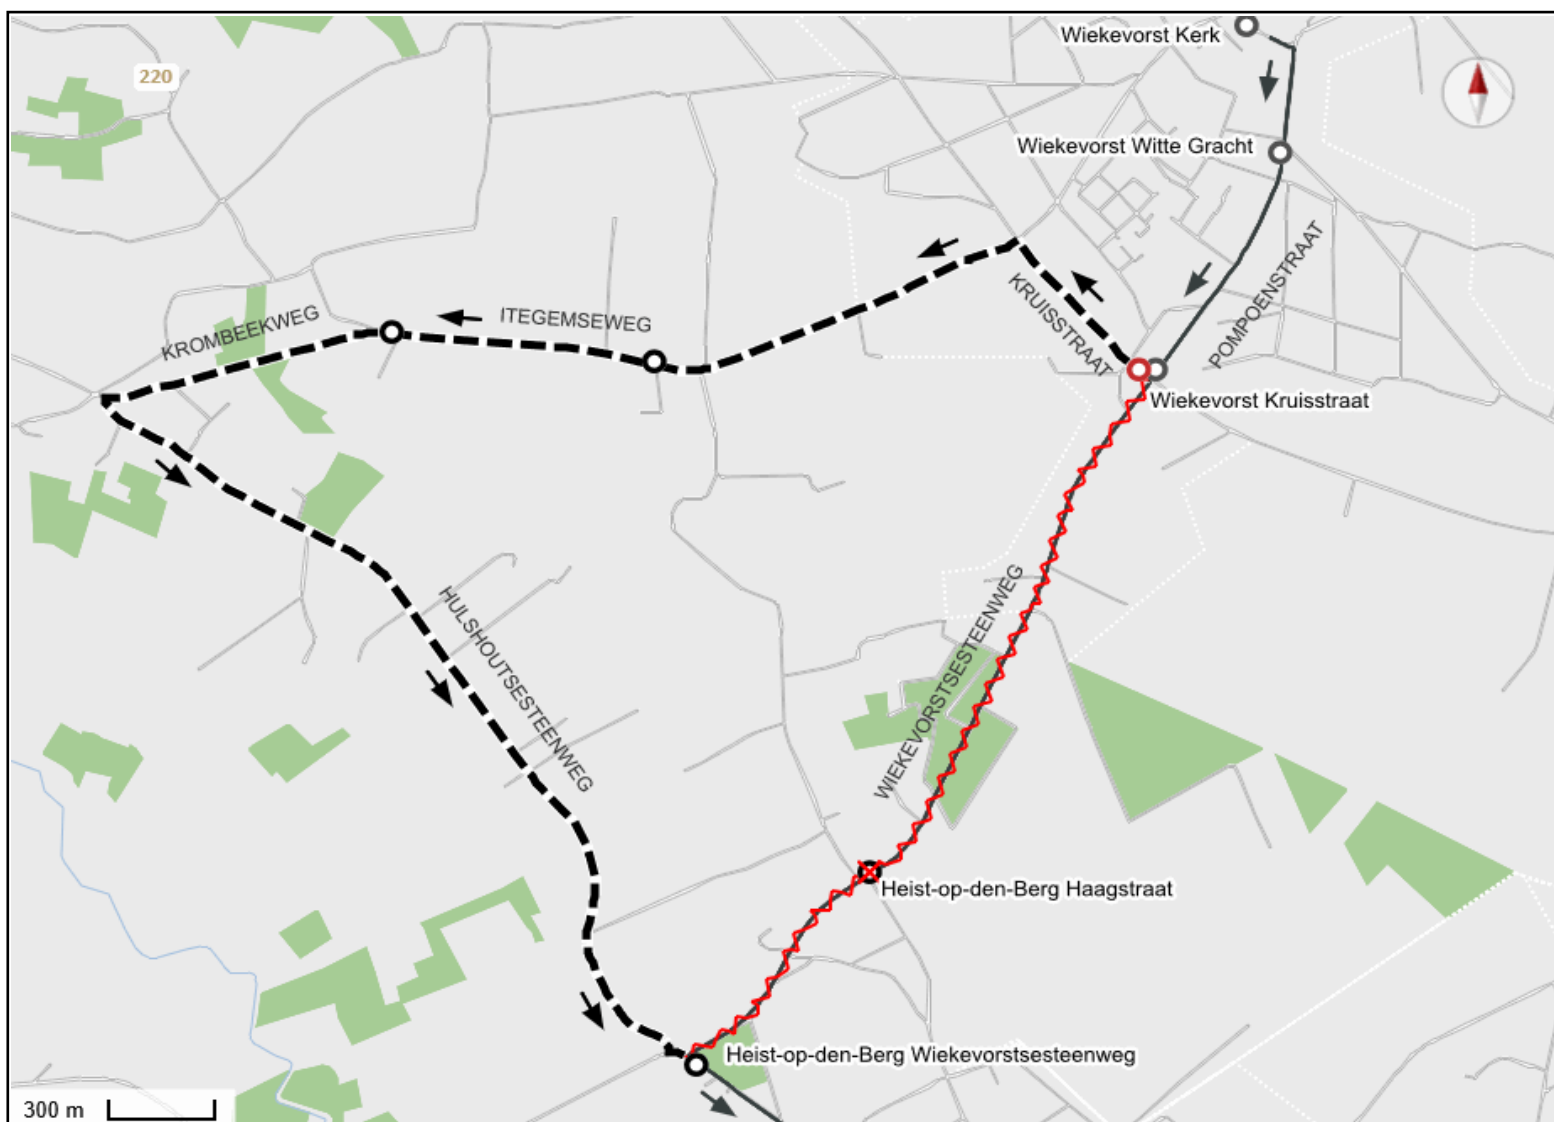 Wiekevorst Kerk
220
Wiekevorst Witte Gracht
POMPOENSTRAAT
KRUISSTRAAT
ITEGEMSEWEG
KROMBEEKWEG
Wiekevorst Kruisstraat
WIEKEVORSTSESTEENWEG
HULSHOUTSESTEENWEG
Heist-op-den-Berg Haagstraat
Heist-op-den-Berg Wiekevorstsesteenweg
300 m